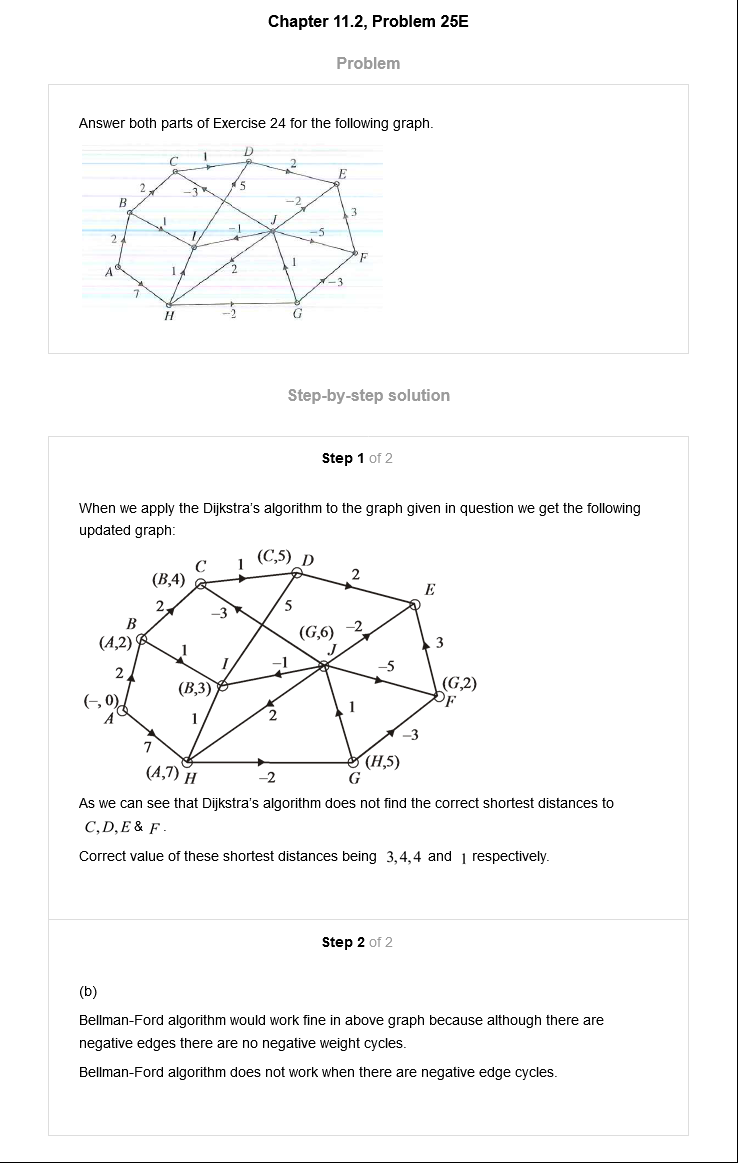 Chapter 11.2, Problem 25E
Problem
Answer both parts of Exercise 24 for the following graph.
C 1 D 2 E
B 2 -3 5 -2 J 3
2 1 I -1 -5 F
A 1 2 1 -3
7 H -2 G
Step-by-step solution
Step 1 of 2
When we apply the Dijkstra's algorithm to the graph given in question we get the following
updated graph:
C 1 (C,5) D 2
(B,4) E
B 2 -3 5 (G,6) -2
(A,2) 1 I -1 J 3
2 (B,3) -5 (G,2)
(–, 0) A 1 2 1 F
7 -3
(A,7) H -2 G (H,5)
As we can see that Dijkstra's algorithm does not find the correct shortest distances to
C, D, E & F .
Correct value of these shortest distances being 3,4,4 and 1 respectively.
Step 2 of 2
(b)
Bellman-Ford algorithm would work fine in above graph because although there are
negative edges there are no negative weight cycles.
Bellman-Ford algorithm does not work when there are negative edge cycles.